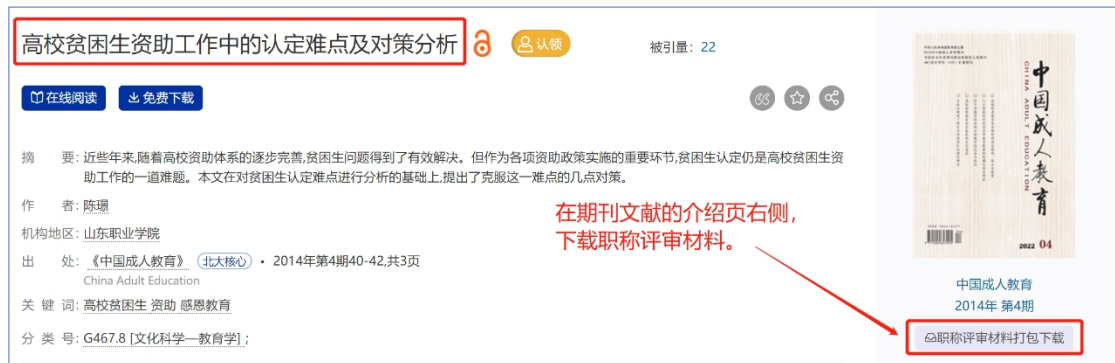 高校贫困生资助工作中的认定难点及对策分析
认领
被引量：22
在线阅读
免费下载
摘 要：近些年来,随着高校资助体系的逐步完善,贫困生问题得到了有效解决。但作为各项资助政策实施的重要环节,贫困生认定仍是高校贫困生资
助工作的一道难题。本文在对贫困生认定难点进行分析的基础上,提出了克服这一难点的几点对策。
作 者：陈璟
机构地区：山东职业学院
出 处：《中国成人教育》 北大核心 • 2014年第4期40-42,共3页
China Adult Education
关 键 词：高校贫困生 资助 感恩教育
分 类 号：G467.8 [文化科学—教育学] ;
在期刊文献的介绍页右侧，
下载职称评审材料。
中国成人教育
CHINA ADULT EDUCATION
2022 04
中国成人教育
2014年 第4期
职称评审材料打包下载